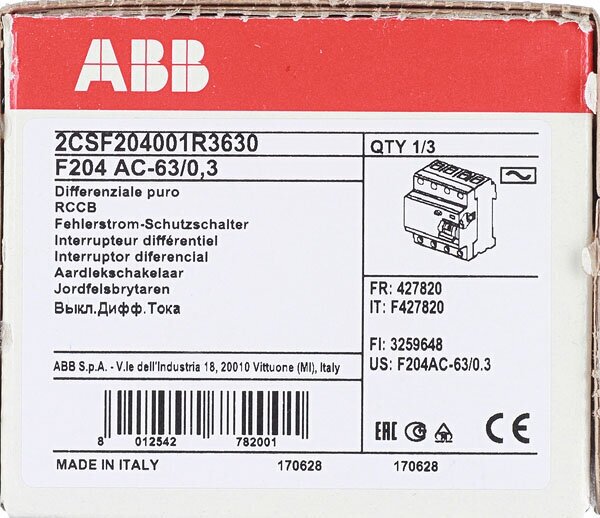 ABB
2CSF204001R3630
F204 AC-63/0,3
Differenziale puro
RCCB
Fehlerstrom-Schutzschalter
Interrupteur différentiel
Interruptor diferencial
Aardlekschakelaar
Jordfelsbrytaren
Выкл.Дифф.Тока
QTY 1/3
FR: 427820
IT: F427820
FI: 3259648
US: F204AC-63/0.3
ABB S.p.A. - V.le dell'Industria 18, 20010 Vittuone (MI), Italy
8 012542 782001
EAC CE
MADE IN ITALY 170628 170628